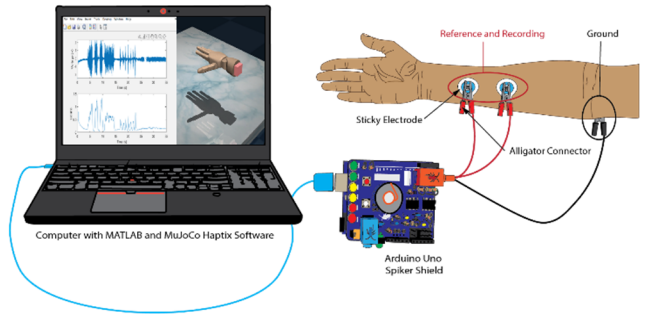 Reference and Recording
Ground
Sticky Electrode
Alligator Connector
Computer with MATLAB and MuJoCo Haptix Software
Arduino Uno
Spiker Shield